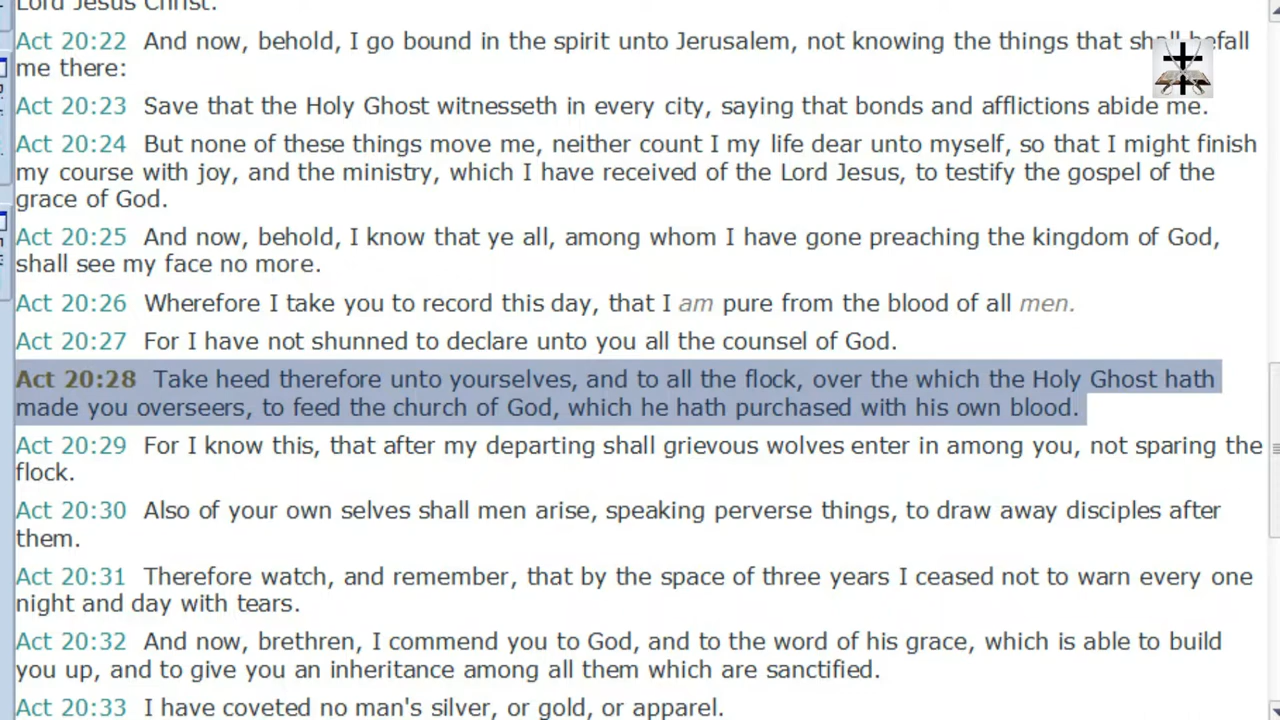 Lord Jesus Christ.
Act 20:22 And now, behold, I go bound in the spirit unto Jerusalem, not knowing the things that shall befall
me there:
Act 20:23 Save that the Holy Ghost witnesseth in every city, saying that bonds and afflictions abide me.
Act 20:24 But none of these things move me, neither count I my life dear unto myself, so that I might finish
my course with joy, and the ministry, which I have received of the Lord Jesus, to testify the gospel of the
grace of God.
Act 20:25 And now, behold, I know that ye all, among whom I have gone preaching the kingdom of God,
shall see my face no more.
Act 20:26 Wherefore I take you to record this day, that I am pure from the blood of all men.
Act 20:27 For I have not shunned to declare unto you all the counsel of God.
Act 20:28 Take heed therefore unto yourselves, and to all the flock, over the which the Holy Ghost hath
made you overseers, to feed the church of God, which he hath purchased with his own blood.
Act 20:29 For I know this, that after my departing shall grievous wolves enter in among you, not sparing the
flock.
Act 20:30 Also of your own selves shall men arise, speaking perverse things, to draw away disciples after
them.
Act 20:31 Therefore watch, and remember, that by the space of three years I ceased not to warn every one
night and day with tears.
Act 20:32 And now, brethren, I commend you to God, and to the word of his grace, which is able to build
you up, and to give you an inheritance among all them which are sanctified.
Act 20:33 I have coveted no man's silver, or gold, or apparel.